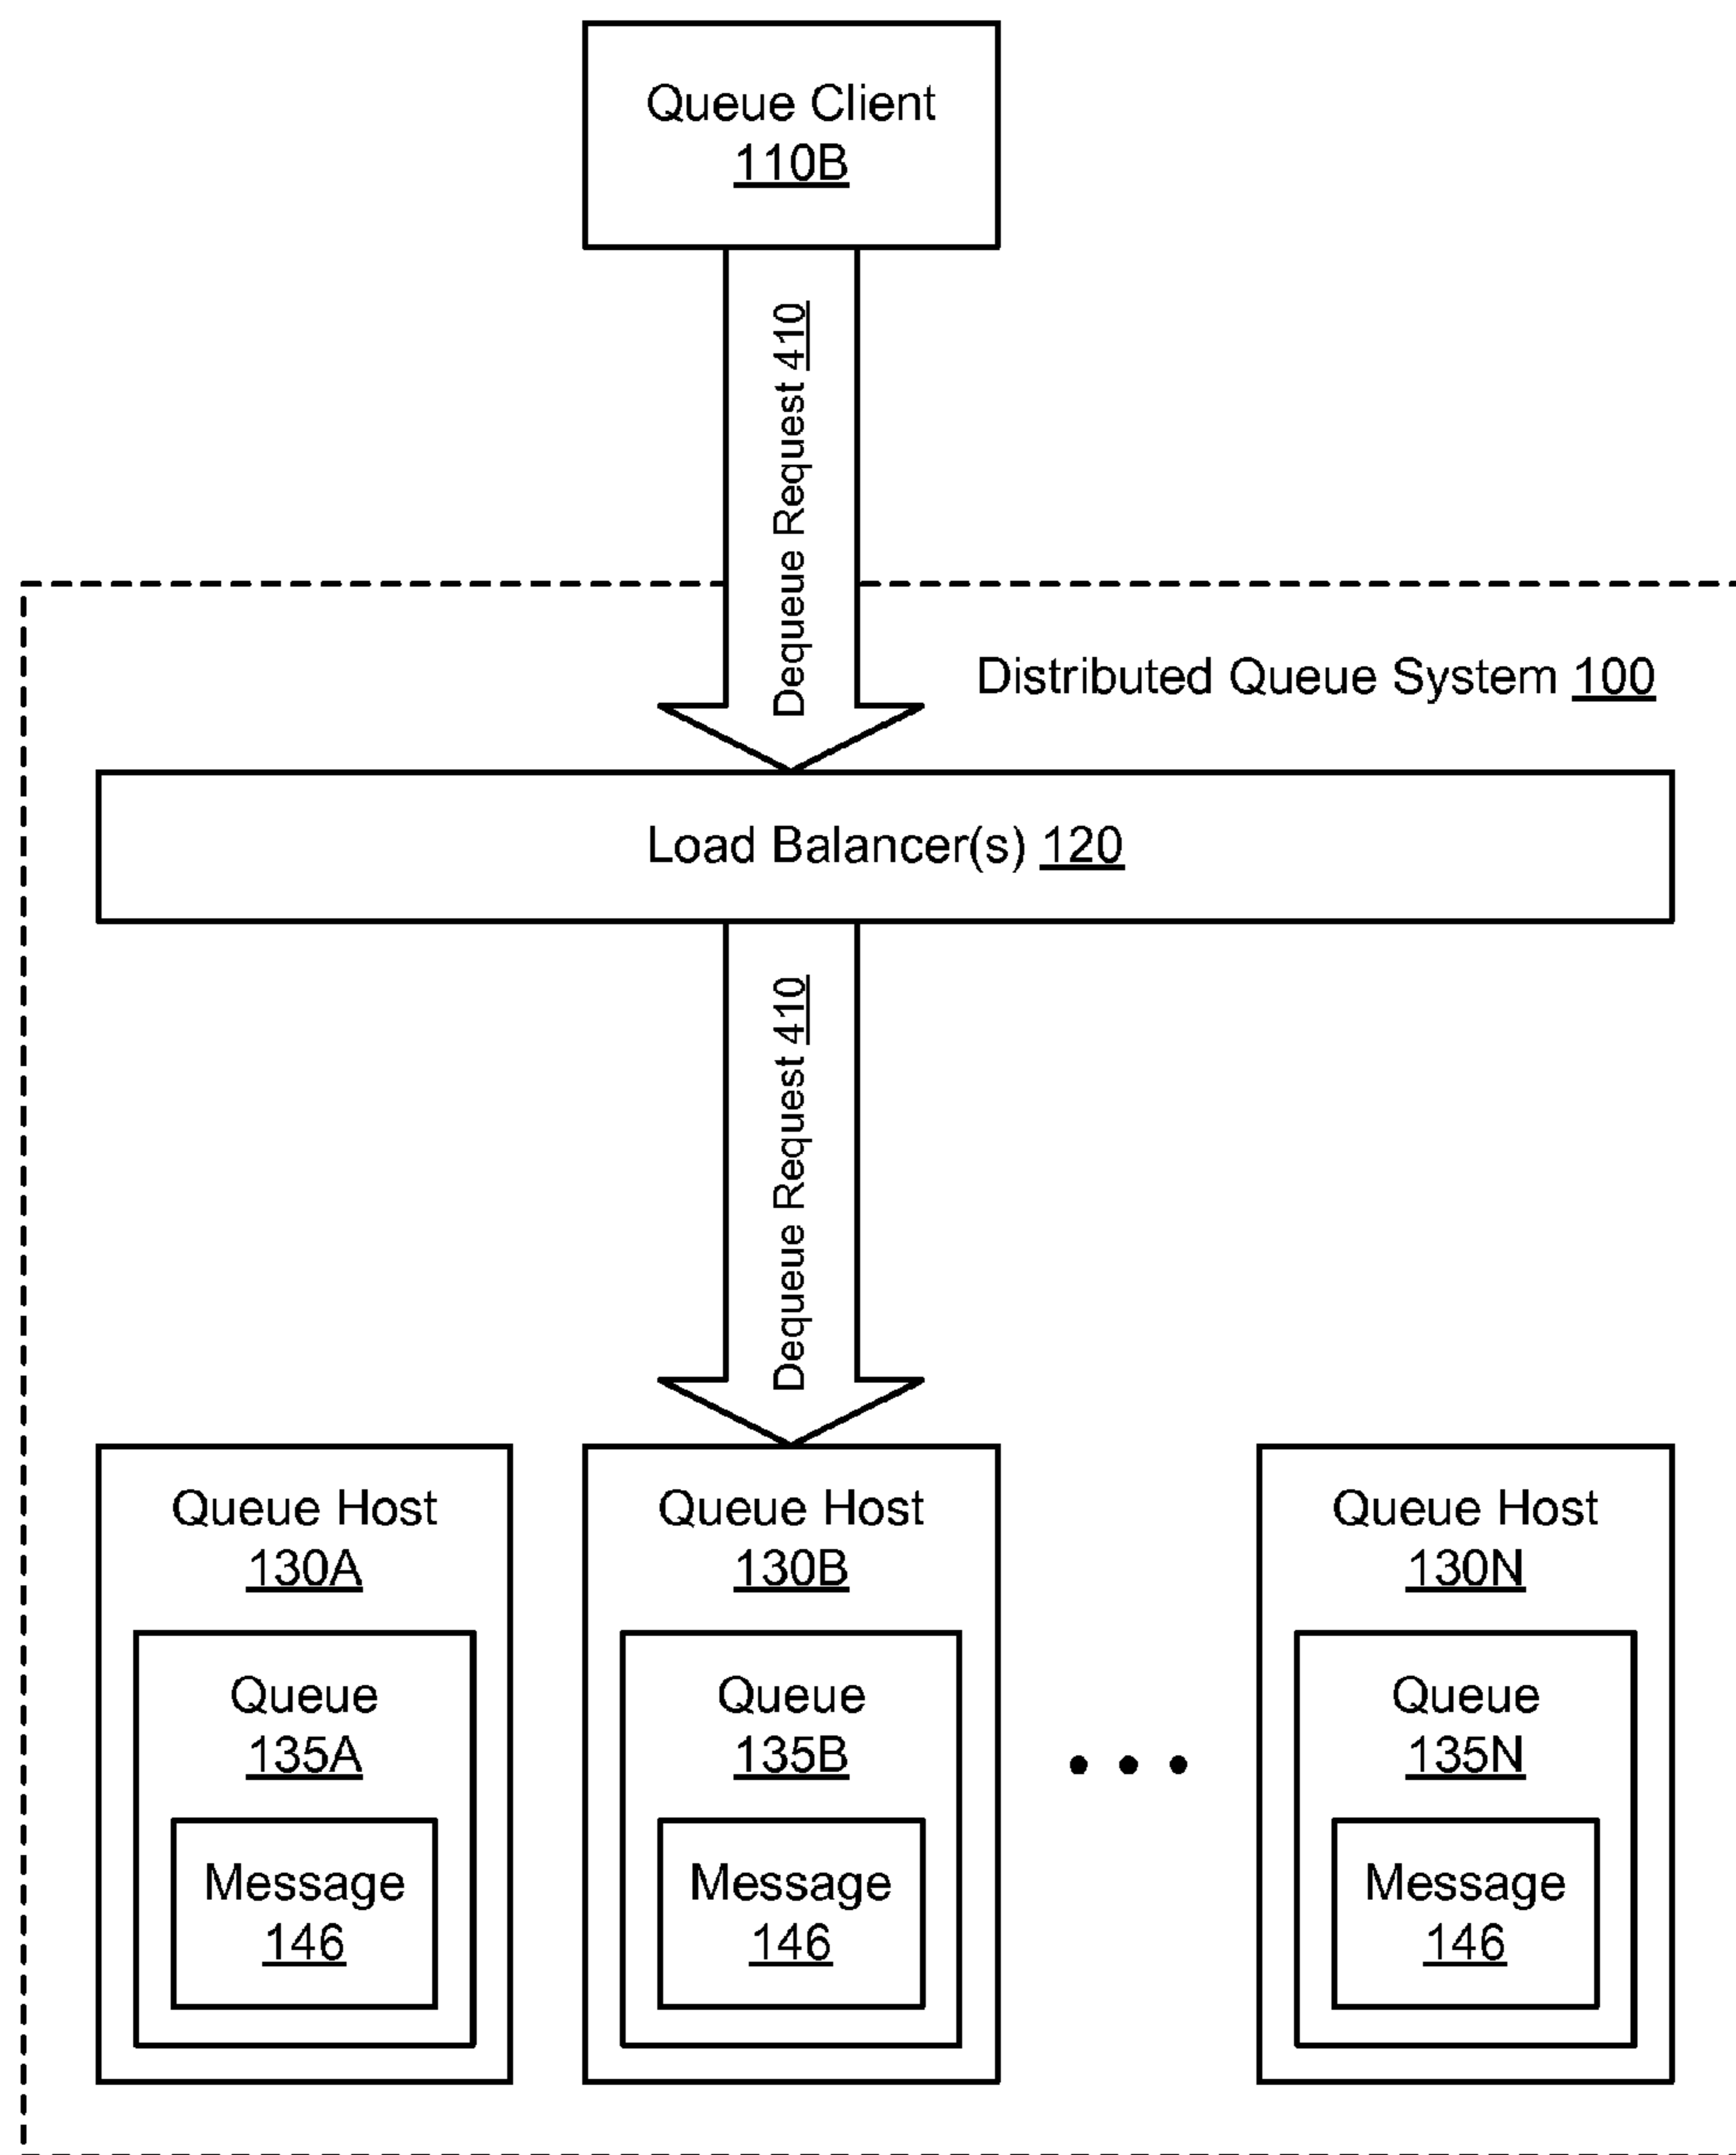 Queue Client
110B
Dequeue Request 410
Distributed Queue System 100
Load Balancer(s) 120
Dequeue Request 410
Queue Host
130A
Queue
135A
Message
146
Queue Host
130B
Queue
135B
Message
146
Queue Host
130N
Queue
135N
Message
146